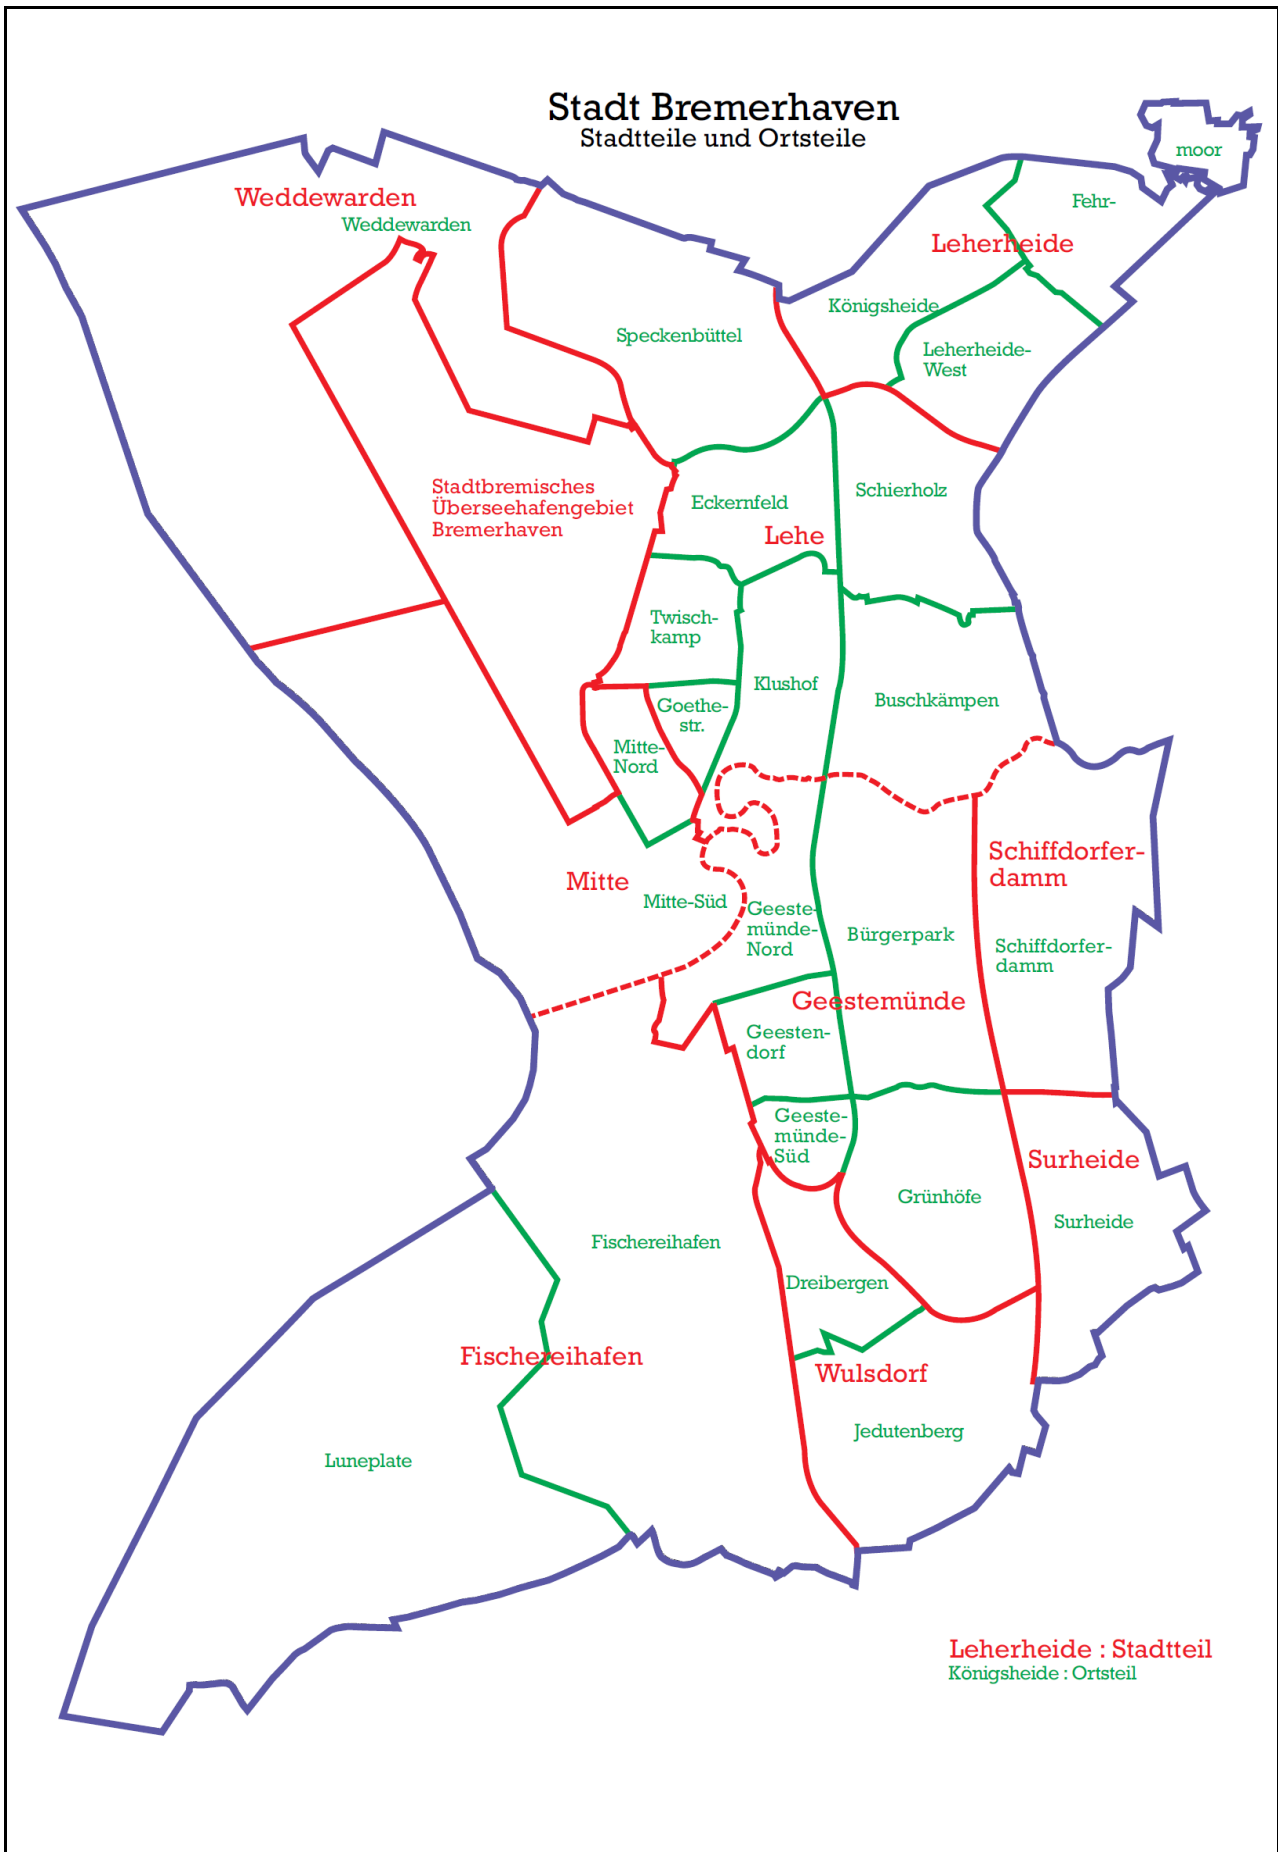 Stadt Bremerhaven
Stadtteile und Ortsteile
moor
Weddewarden
Weddewarden
Fehr-
Leherheide
Königsheide
Speckenbüttel
Leherheide-
West
Stadtbremisches
Überseehafengebiet
Bremerhaven
Eckernfeld
Schierholz
Lehe
Twisch-
kamp
Klushof
Buschkämpen
Goethe-
str.
Mitte-
Nord
Schiffdorfer-
damm
Mitte
Mitte-Süd
Geeste-
münde-
Nord
Bürgerpark
Schiffdorfer-
damm
Geestemünde
Geesten-
dorf
Geeste-
münde-
Süd
Surheide
Grünhöfe
Surheide
Fischereihafen
Dreibergen
Fischereihafen
Wulsdorf
Jedutenberg
Luneplate
Leherheide : Stadtteil
Königsheide : Ortsteil